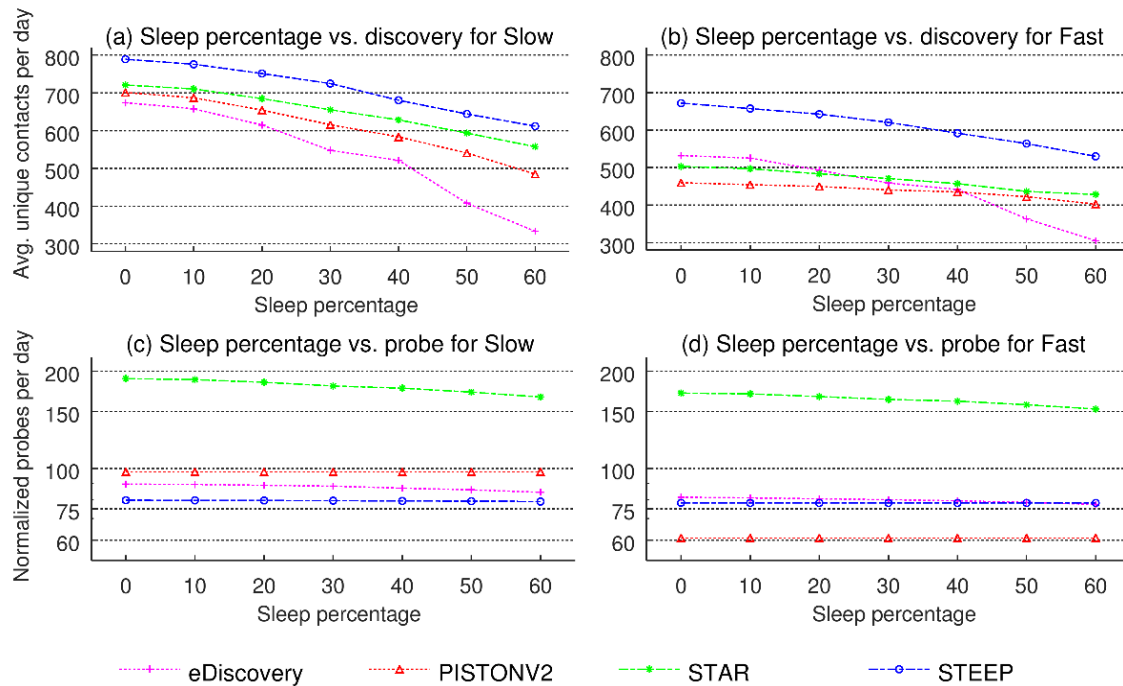 (a) Sleep percentage vs. discovery for Slow
(b) Sleep percentage vs. discovery for Fast
Avg. unique contacts per day
800
700
600
500
400
300
0 10 20 30 40 50 60
Sleep percentage
800
700
600
500
400
300
0 10 20 30 40 50 60
Sleep percentage
(c) Sleep percentage vs. probe for Slow
(d) Sleep percentage vs. probe for Fast
Normalized probes per day
200
150
100
75
60
0 10 20 30 40 50 60
Sleep percentage
200
150
100
75
60
0 10 20 30 40 50 60
Sleep percentage
eDiscovery PISTONV2 STAR STEEP